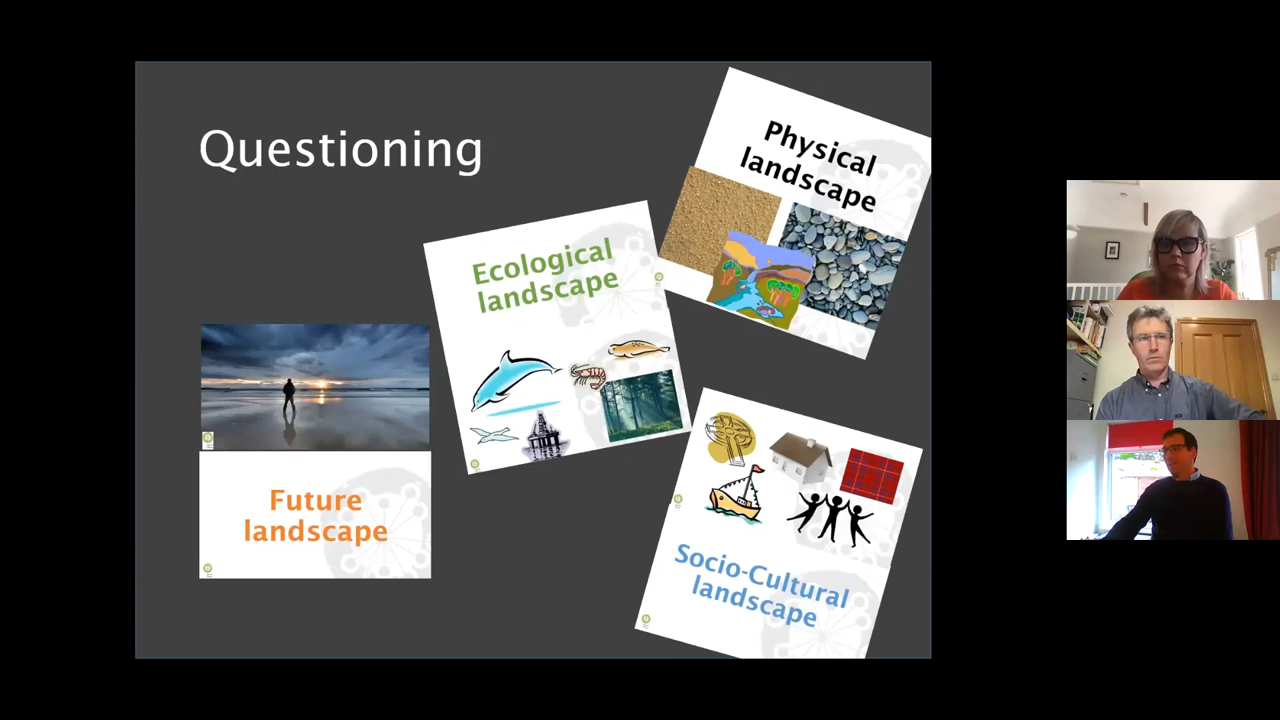 Questioning
Physical
landscape
Ecological
landscape
Future
landscape
Socio-Cultural
landscape